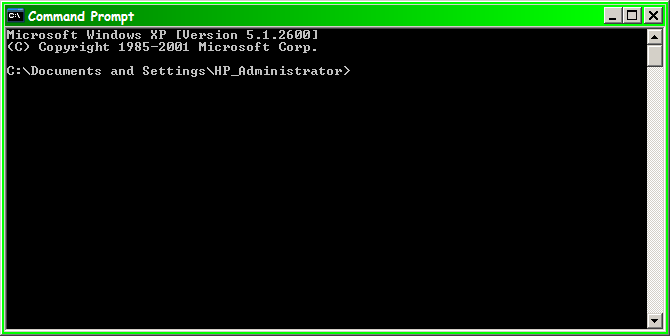 Command Prompt
Microsoft Windows XP [Version 5.1.2600]
(C) Copyright 1985-2001 Microsoft Corp.
C:\Documents and Settings\HP_Administrator>